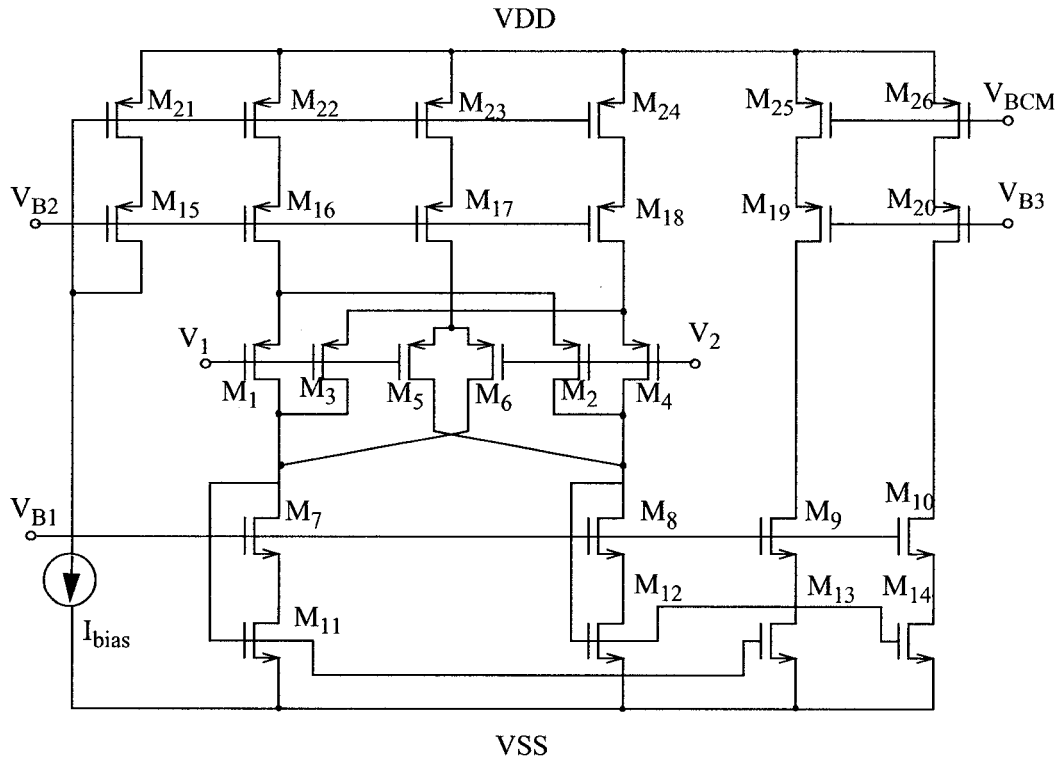 VDD
M21 M22 M23 M24 M25 M26 VBCM
VB2 M15 M16 M17 M18 M19 M20 VB3
V1 V2
M1 M3 M5 M6 M2 M4
VB1 M7 M8 M9 M10
Ibias M11 M12 M13 M14
VSS